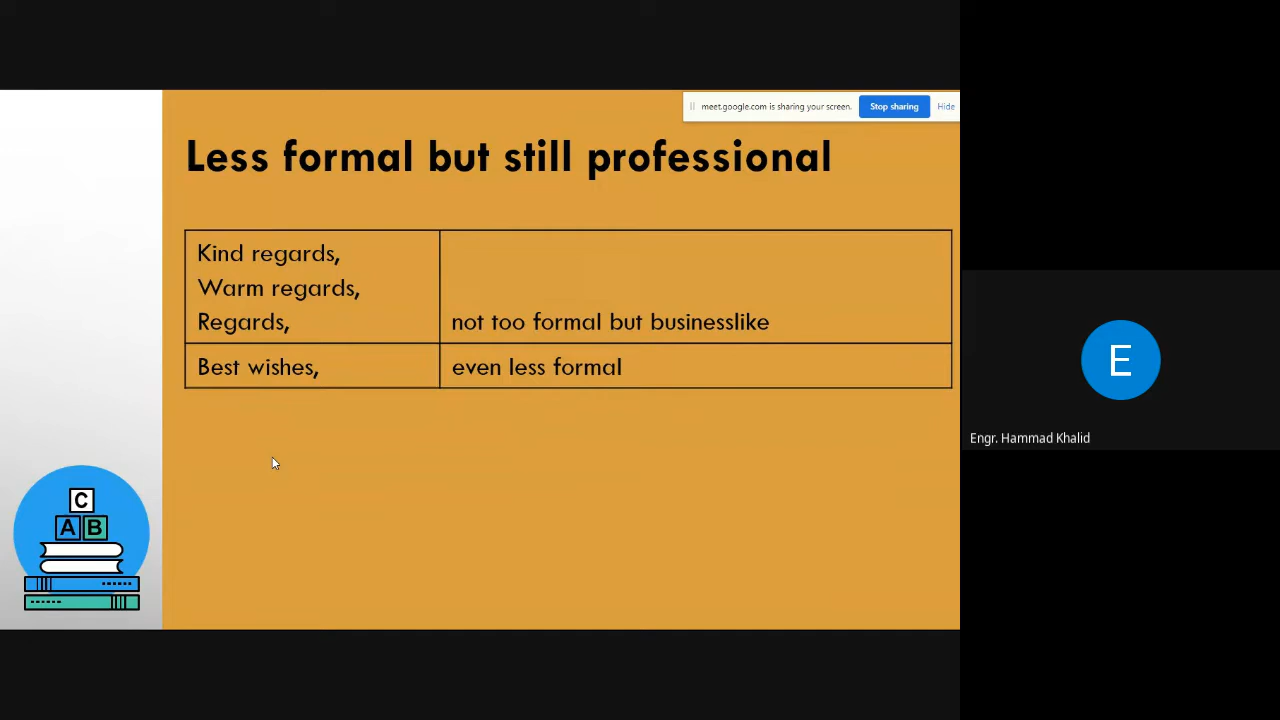 meet.google.com is sharing your screen. Stop sharing Hide
Less formal but still professional
Kind regards,
Warm regards,
Regards, not too formal but businesslike
Best wishes, even less formal
C
A B
E
Engr. Hammad Khalid